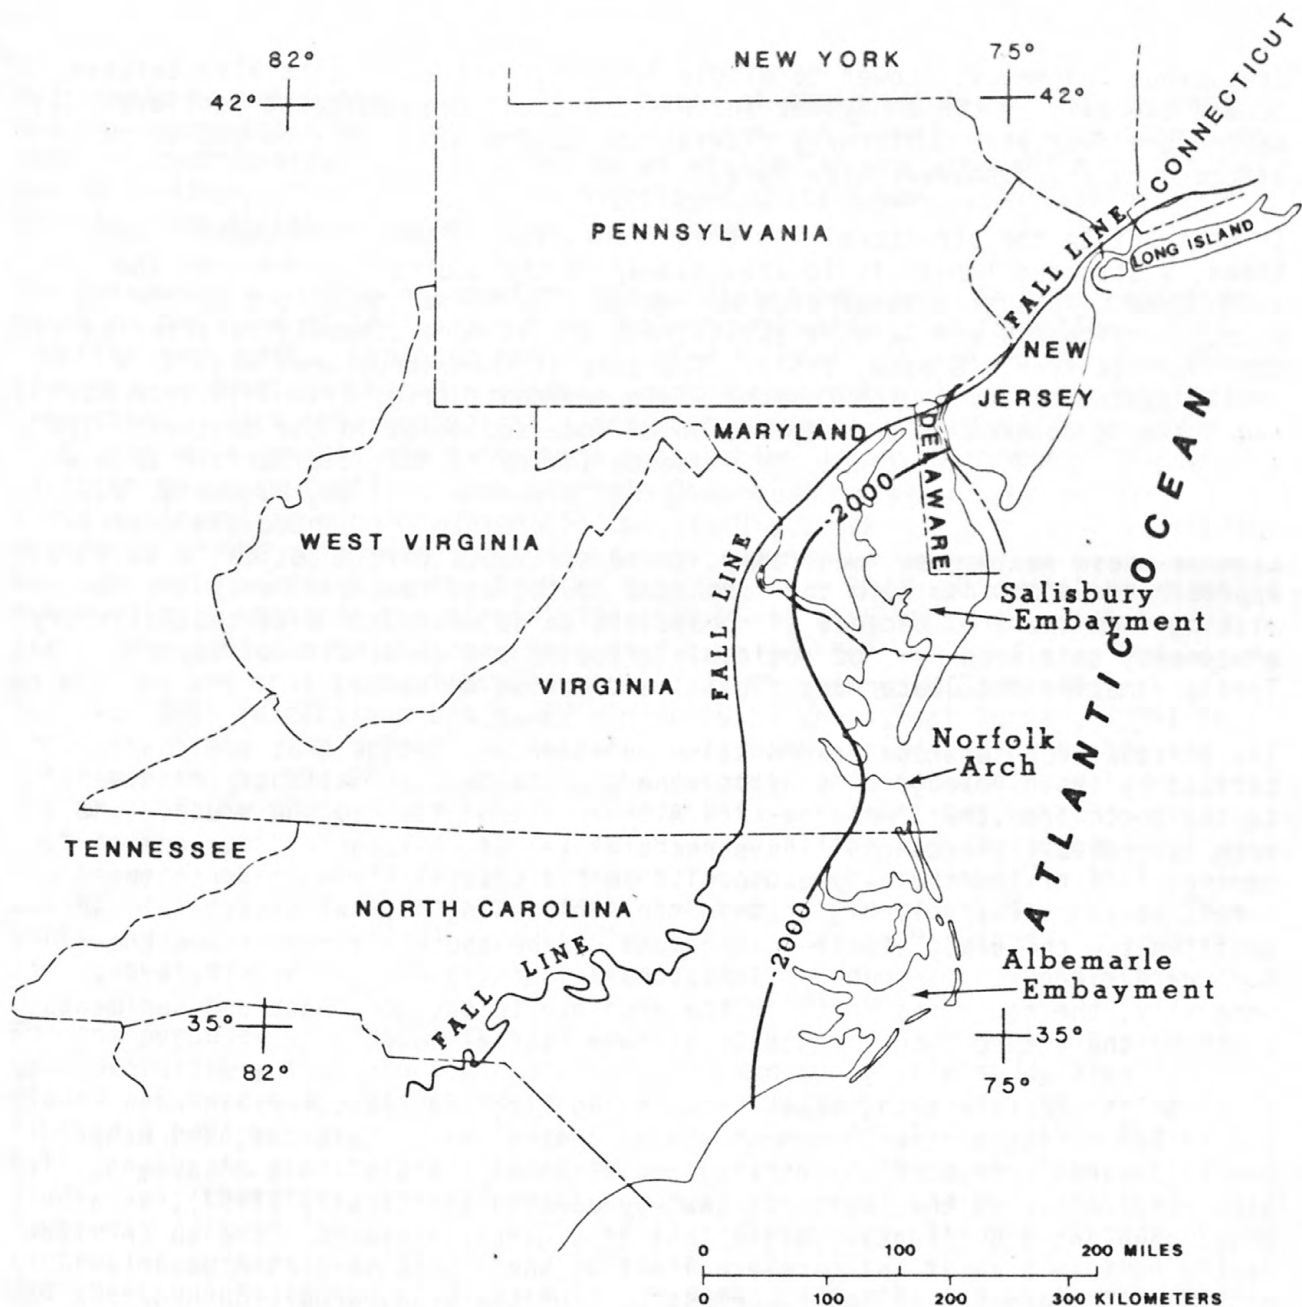 82°
NEW YORK
75°
42°
42°
CONNECTICUT
PENNSYLVANIA
FALL LINE
LONG ISLAND
NEW
JERSEY
MARYLAND
DELAWARE
2000
ATLANTIC OCEAN
WEST VIRGINIA
FALL LINE
Salisbury
Embayment
VIRGINIA
Norfolk
Arch
TENNESSEE
NORTH CAROLINA
2000
FALL LINE
Albemarle
Embayment
35°
82°
35°
75°
0 100 200 MILES
0 100 200 300 KILOMETERS